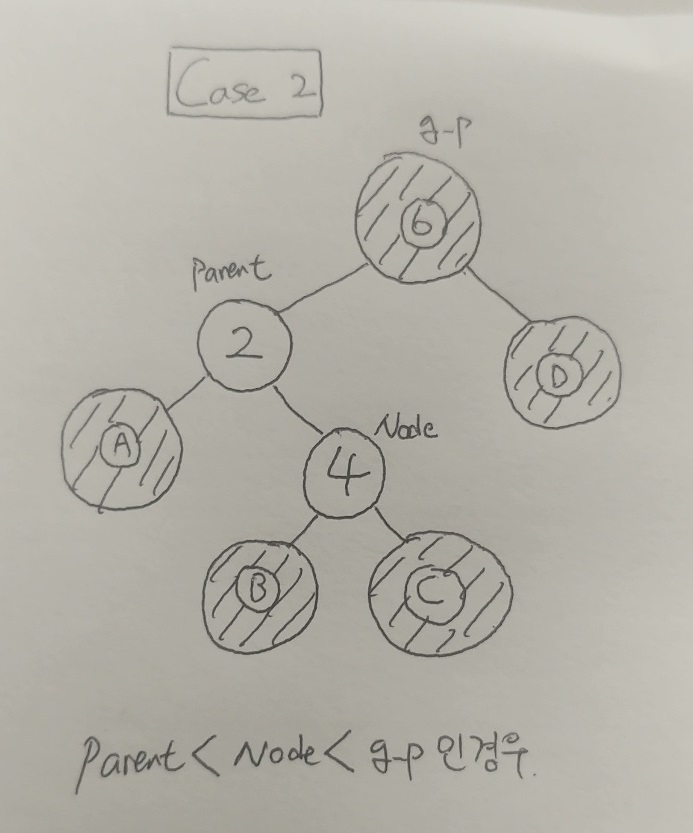 Case 2
g-p
6
Parent
2
D
A
Node
4
B
C
Parent < Node < g-p 인경우.